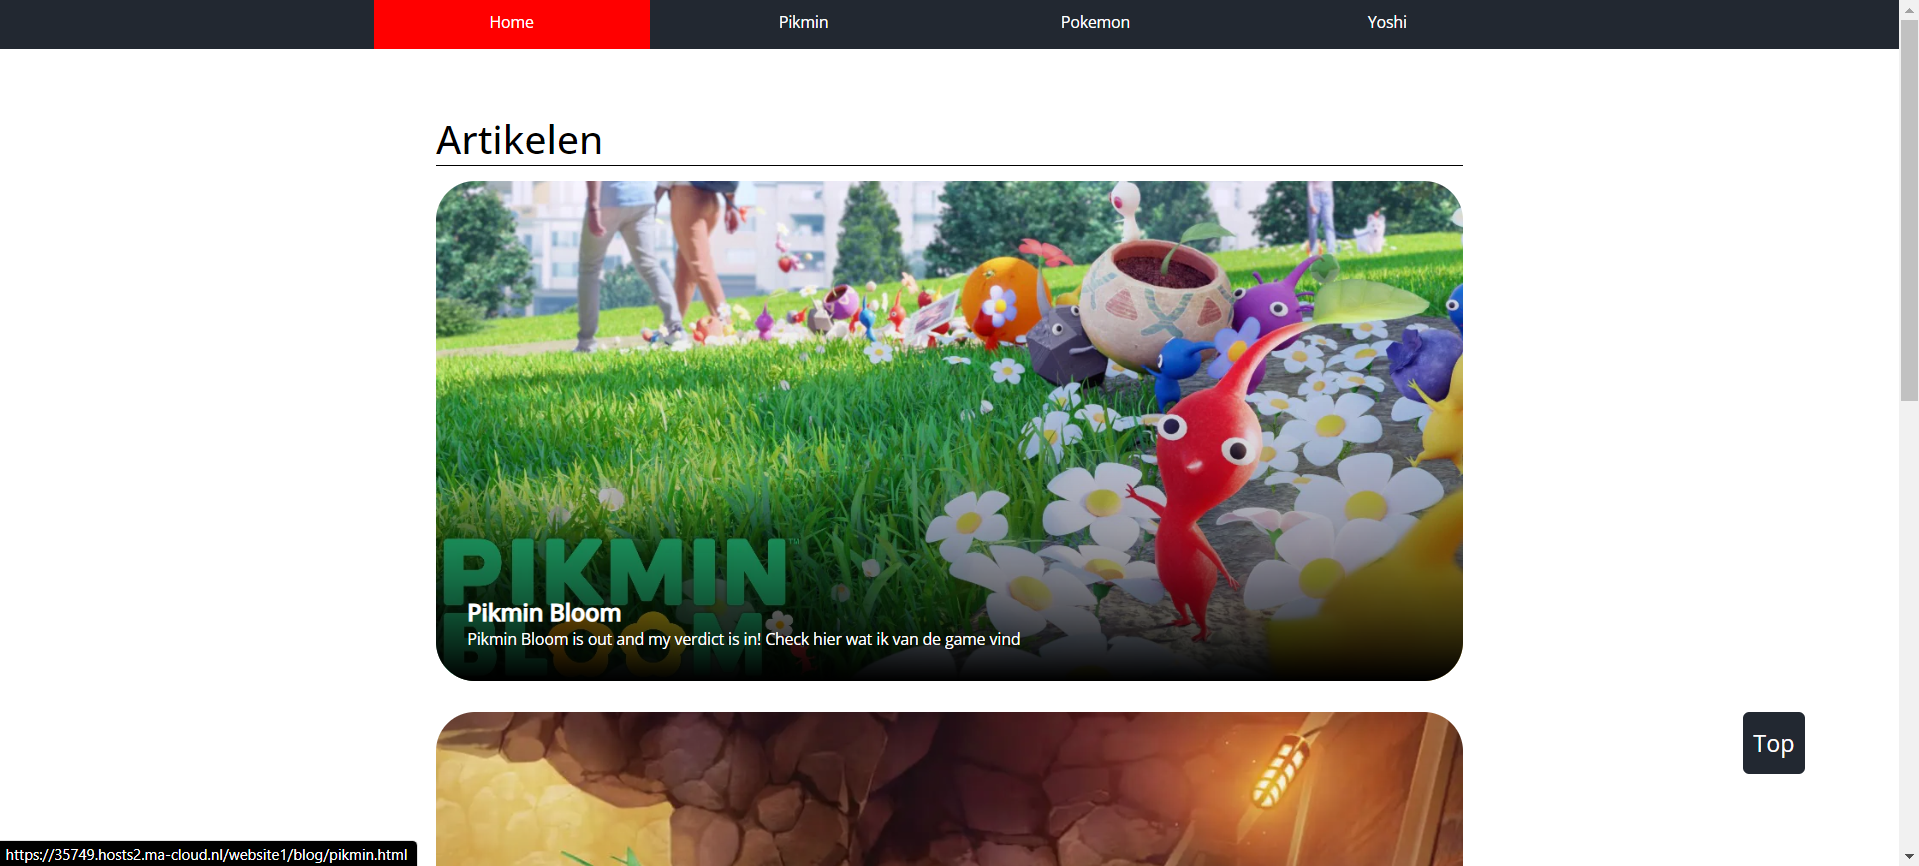 Home Pikmin Pokemon Yoshi
Artikelen
PIKMIN™
BLOOM
Pikmin Bloom
Pikmin Bloom is out and my verdict is in! Check hier wat ik van de game vind
Top
https://35749.hosts2.ma-cloud.nl/website1/blog/pikmin.html